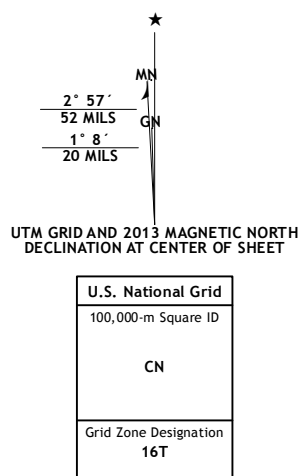 ★
MN
2° 57´
52 MILS
GN
1° 8´
20 MILS
UTM GRID AND 2013 MAGNETIC NORTH
DECLINATION AT CENTER OF SHEET
U.S. National Grid
100,000-m Square ID
CN
Grid Zone Designation
16T